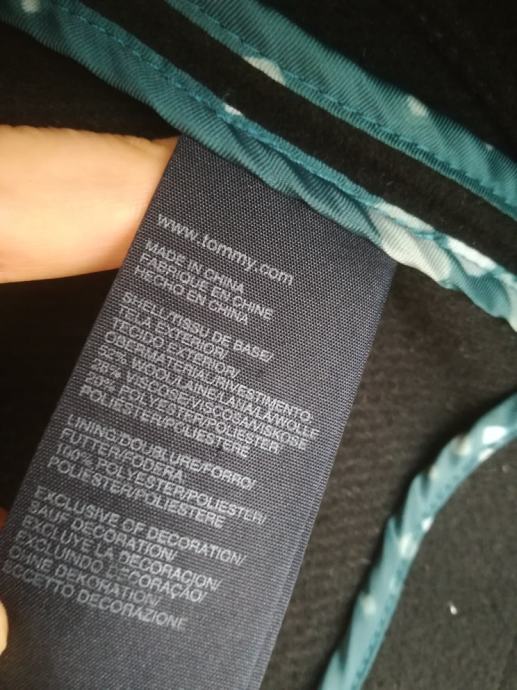 www.tommy.com
MADE IN CHINA
FABRIQUE EN CHINE
HECHO EN CHINA
SHELL/TISSU DE BASE/
TELA EXTERIOR/
TECIDO EXTERIOR/
OBERMATERIAL/RIVESTIMENTO
52% WOOL/LAINE/LANA/LÃ/WOLLE
28% VISCOSE/VISCOSA/VISKOSE
20% POLYESTER/POLIESTER
POLIÉSTER/POLIESTERE
LINING/DOUBLURE/FORRO/
FUTTER/FODERA
100% POLYESTER/POLIESTER/
POLIÉSTER/POLIESTERE
EXCLUSIVE OF DECORATION/
SAUF DÉCORATION/
EXCLUYE LA DECORACION/
EXCLUINDO DECORAÇÃO/
OHNE DEKORATION/
ECCETTO DECORAZIONE